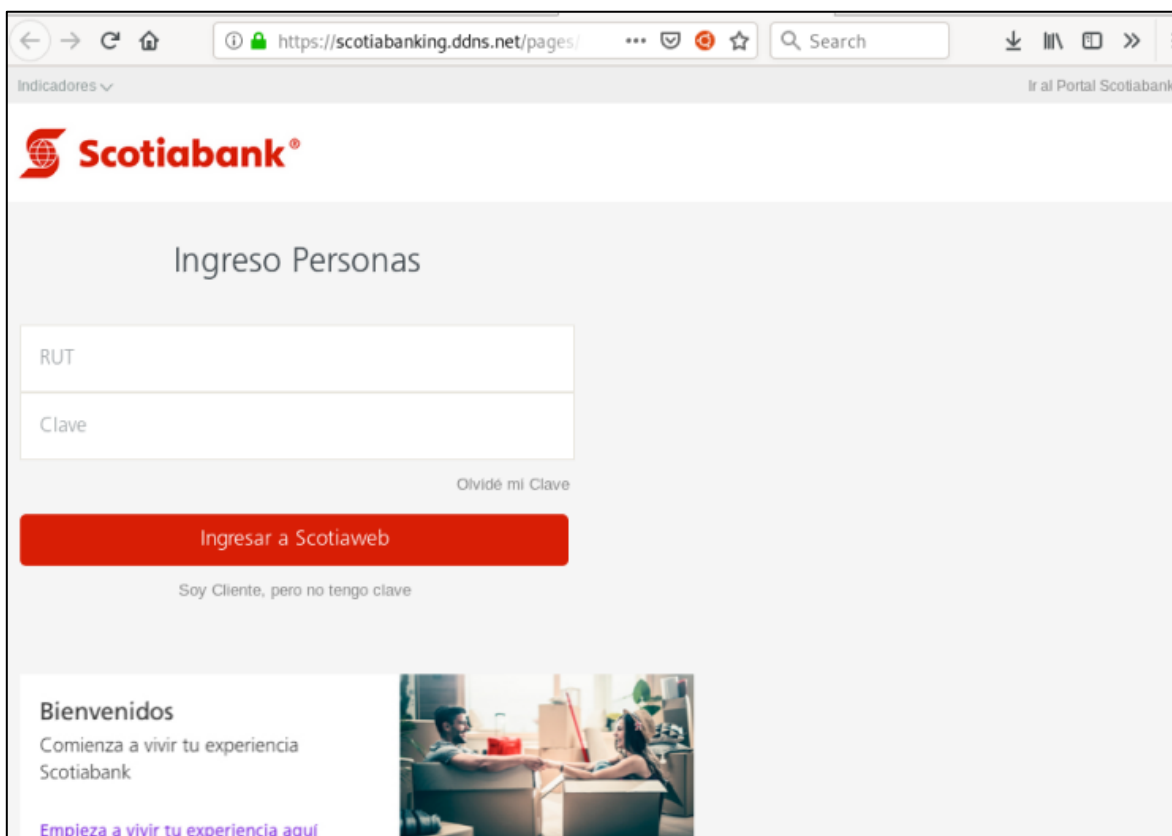 https://scotiabanking.ddns.net/pages/
Search
Indicadores
Ir al Portal Scotiabank
Scotiabank®
Ingreso Personas
RUT
Clave
Olvidé mi Clave
Ingresar a Scotiaweb
Soy Cliente, pero no tengo clave
Bienvenidos
Comienza a vivir tu experiencia
Scotiabank
Empieza a vivir tu experiencia aquí